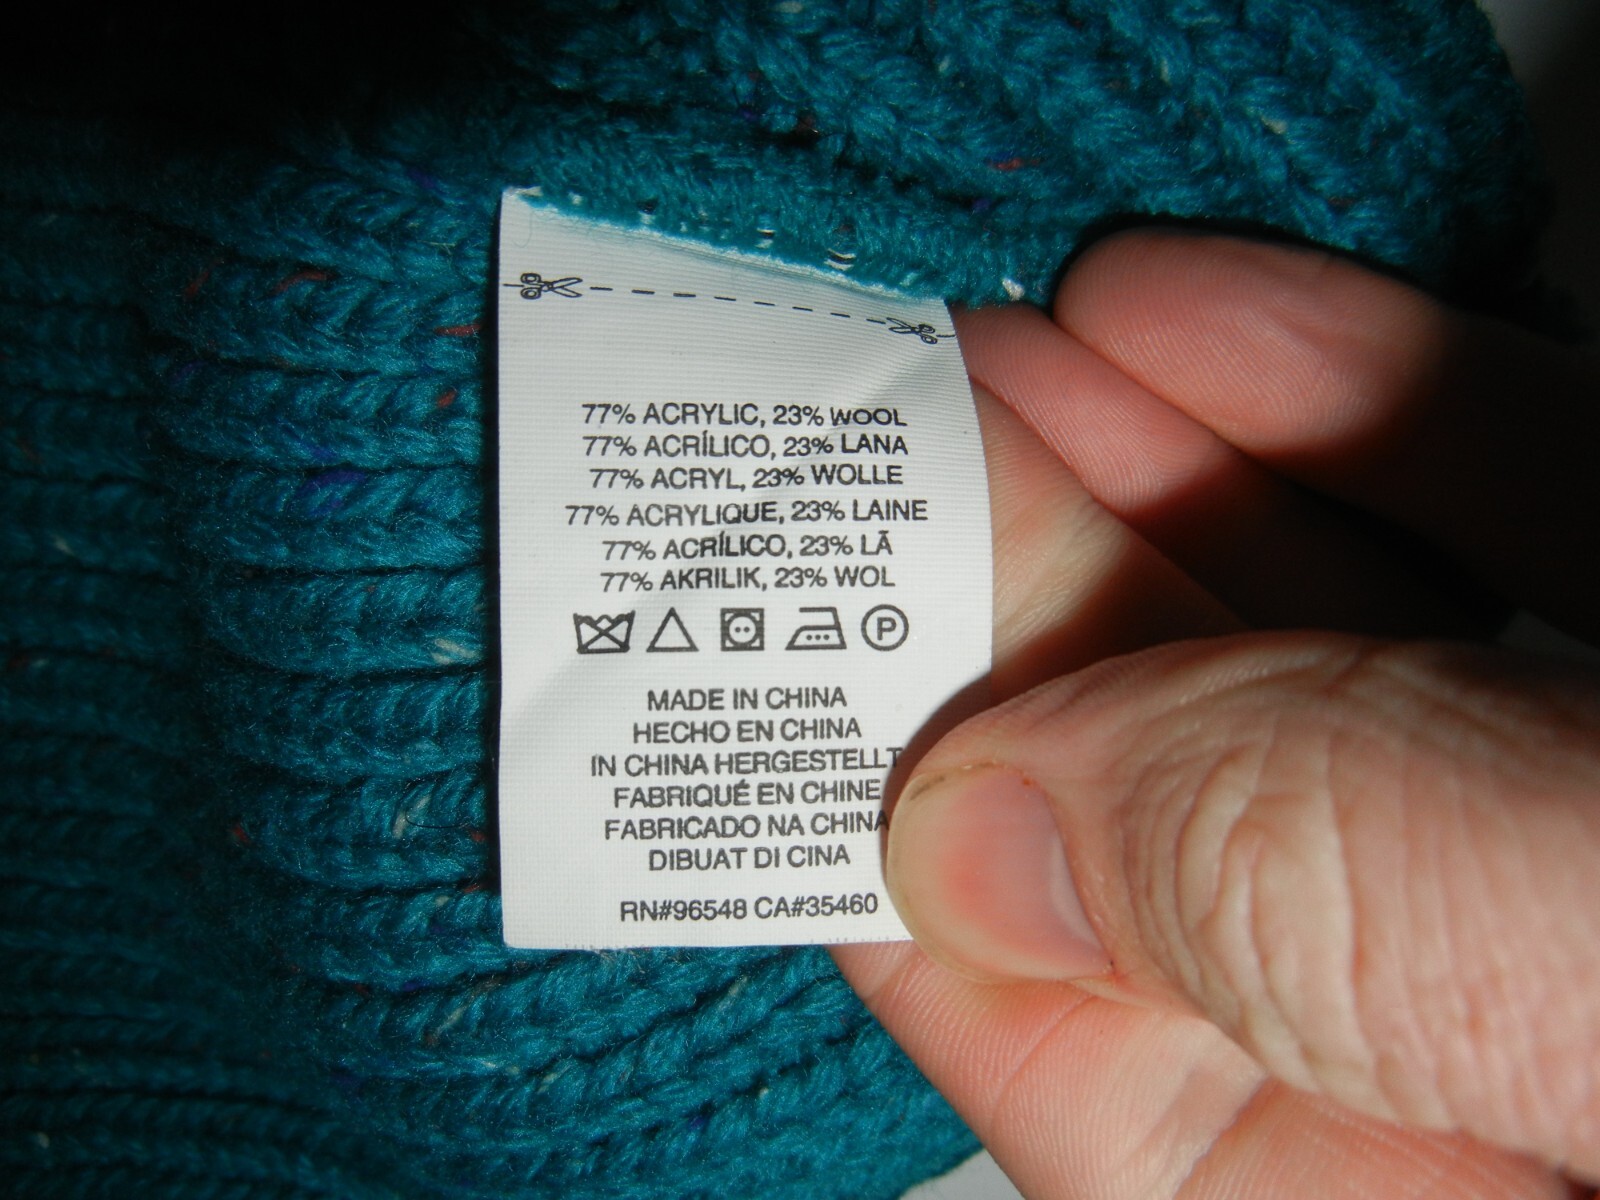 77% ACRYLIC, 23% WOOL
77% ACRÍLICO, 23% LANA
77% ACRYL, 23% WOLLE
77% ACRYLIQUE, 23% LAINE
77% ACRÍLICO, 23% LÃ
77% AKRILIK, 23% WOL
P
MADE IN CHINA
HECHO EN CHINA
IN CHINA HERGESTELLT
FABRIQUÉ EN CHINE
FABRICADO NA CHINA
DIBUAT DI CINA
RN#96548 CA#35460